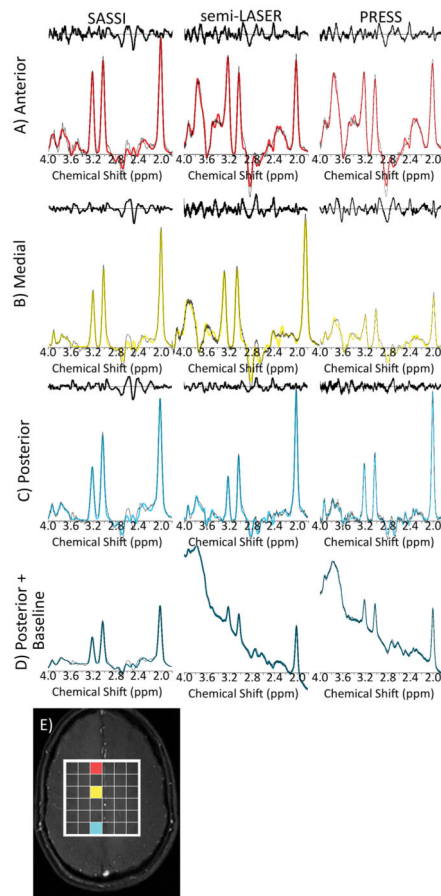 SASSI semi-LASER PRESS
A) Anterior
4.0 3.6 3.2 2.8 2.4 2.0 4.0 3.6 3.2 2.8 2.4 2.0 4.0 3.6 3.2 2.8 2.4 2.0
Chemical Shift (ppm) Chemical Shift (ppm) Chemical Shift (ppm)
B) Medial
4.0 3.6 3.2 2.8 2.4 2.0 4.0 3.6 3.2 2.8 2.4 2.0 4.0 3.6 3.2 2.8 2.4 2.0
Chemical Shift (ppm) Chemical Shift (ppm) Chemical Shift (ppm)
C) Posterior
4.0 3.6 3.2 2.8 2.4 2.0 4.0 3.6 3.2 2.8 2.4 2.0 4.0 3.6 3.2 2.8 2.4 2.0
Chemical Shift (ppm) Chemical Shift (ppm) Chemical Shift (ppm)
D) Posterior +
Baseline
4.0 3.6 3.2 2.8 2.4 2.0 4.0 3.6 3.2 2.8 2.4 2.0 4.0 3.6 3.2 2.8 2.4 2.0
Chemical Shift (ppm) Chemical Shift (ppm) Chemical Shift (ppm)
E)